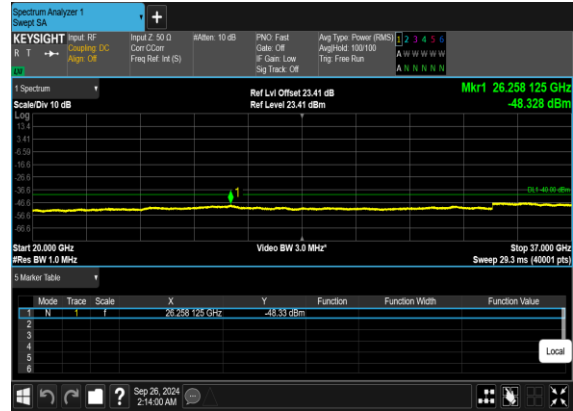 Spectrum Analyzer 1
Swept SA
+
KEYSIGHT Input: RF
R T Coupling: DC
Align: Off
LW
Input Z: 50 Ω
Corr CCorr
Freq Ref: Int (S)
#Atten: 10 dB
PNO: Fast
Gate: Off
IF Gain: Low
Sig Track: Off
Avg Type: Power (RMS)
Avg|Hold: 100/100
Trig: Free Run
1 2 3 4 5 6
A W W W W W
A N N N N N
1 Spectrum
Scale/Div 10 dB
Ref Lvl Offset 23.41 dB
Ref Level 23.41 dBm
Mkr1 26.258 125 GHz
-48.328 dBm
Log
13.4
3.41
-6.59
-16.6
-26.6
-36.6
-46.6
-56.6
-66.6
1
DL1 -40.00 dBm
Start 20.000 GHz
#Res BW 1.0 MHz
Video BW 3.0 MHz*
Stop 37.000 GHz
Sweep 29.3 ms (40001 pts)
5 Marker Table
Mode Trace Scale X Y Function Function Width Function Value
1 N 1 f 26.258 125 GHz -48.33 dBm
2
3
4
5
6
Local
?
Sep 26, 2024
2:14:00 AM